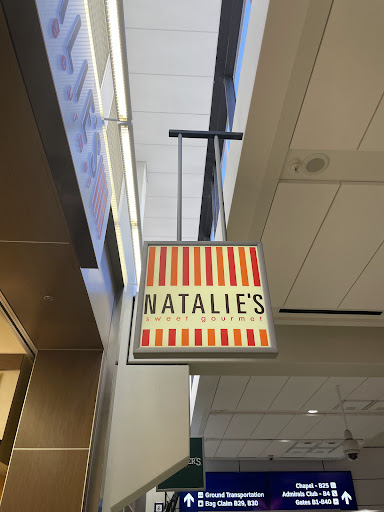 NATALIE'S
sweet gourmet
Ground Transportation
Bag Claim B29, B30
Chapel - B25
Admirals Club - B4
Gates B1-B40